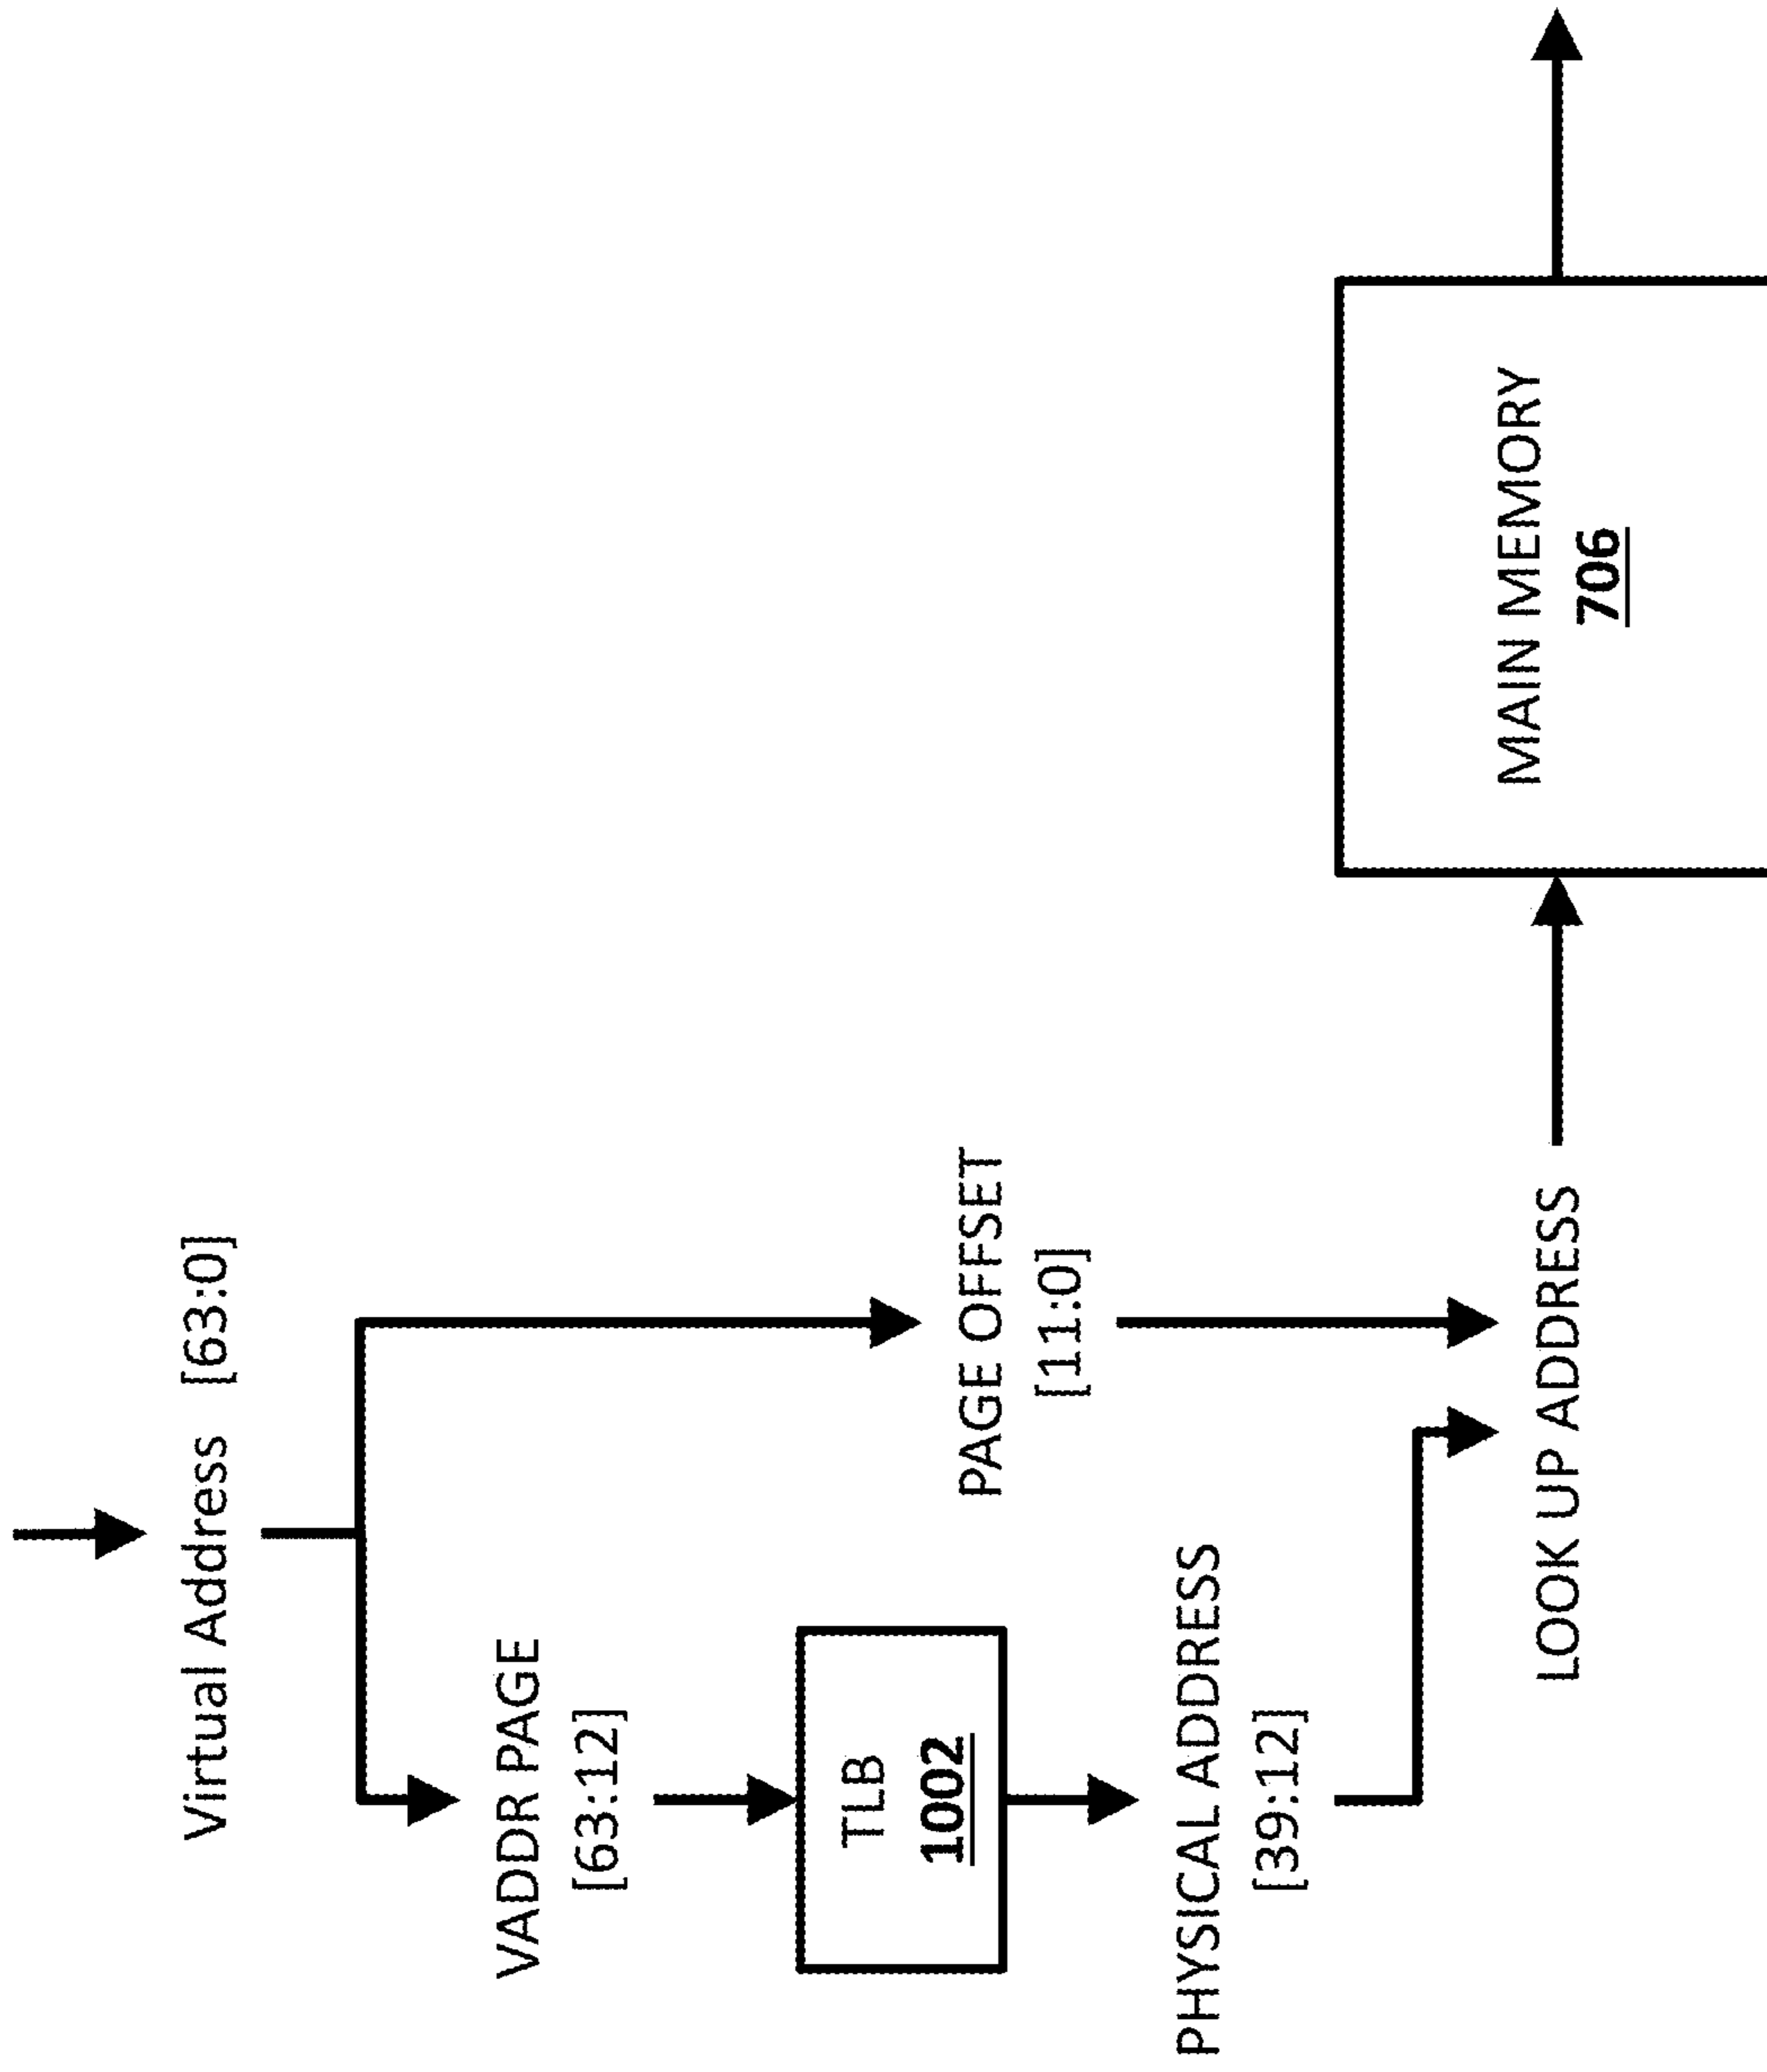 Virtual Address [63:0]
VADDR PAGE
[63:12]
TLB
1002
PAGE OFFSET
[11:0]
PHYSICAL ADDRESS
[39:12]
LOOK UP ADDRESS
MAIN MEMORY
706